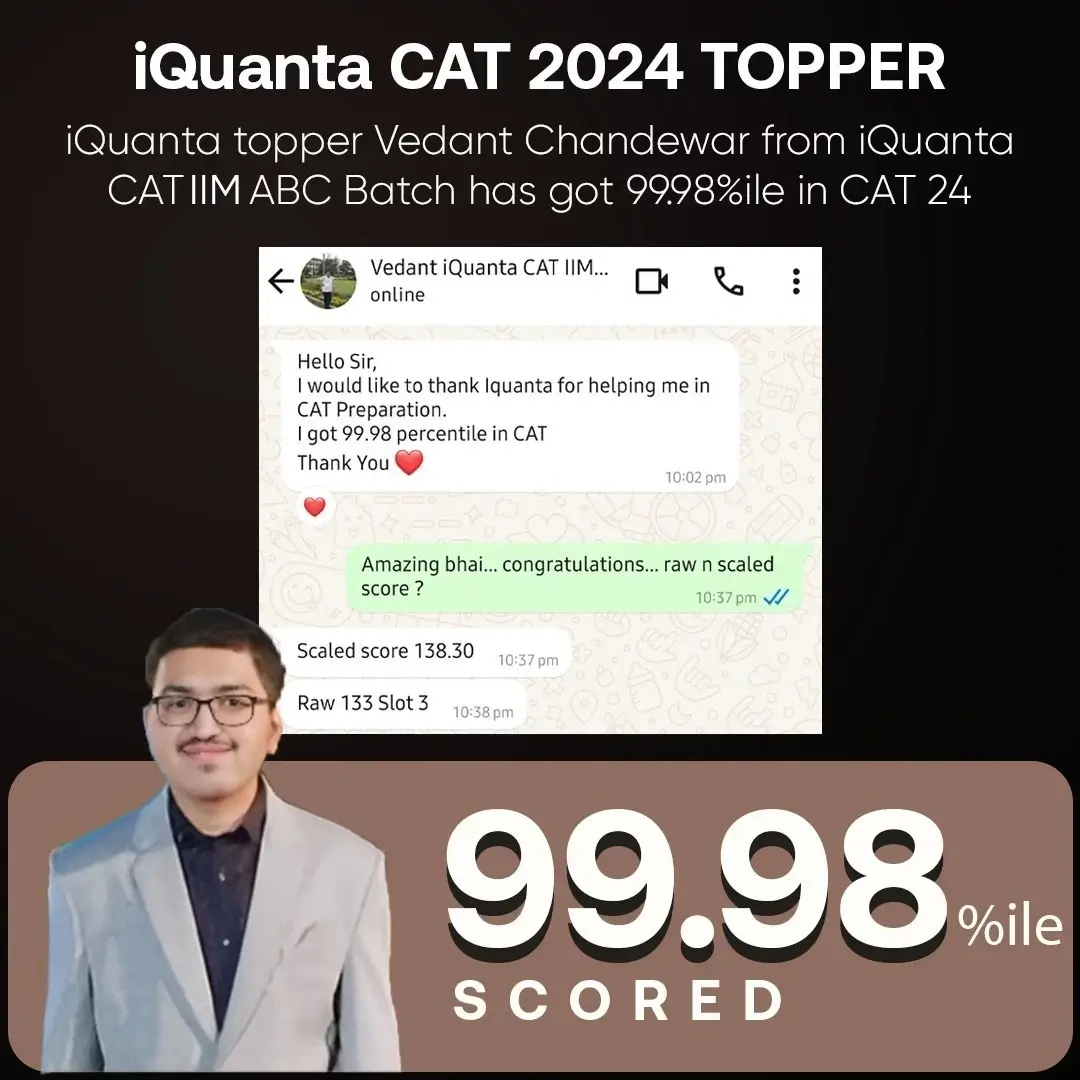 iQuanta CAT 2024 TOPPER
iQuanta topper Vedant Chandewar from iQuanta
CAT IIM ABC Batch has got 99.98%ile in CAT 24
Vedant iQuanta CAT IIM...
online
Hello Sir,
I would like to thank Iquanta for helping me in
CAT Preparation.
I got 99.98 percentile in CAT
Thank You ❤️
10:02 pm
❤️
Amazing bhai... congratulations... raw n scaled
score ?
10:37 pm
Scaled score 138.30
10:37 pm
Raw 133 Slot 3
10:38 pm
99.98 %ile
SCORED